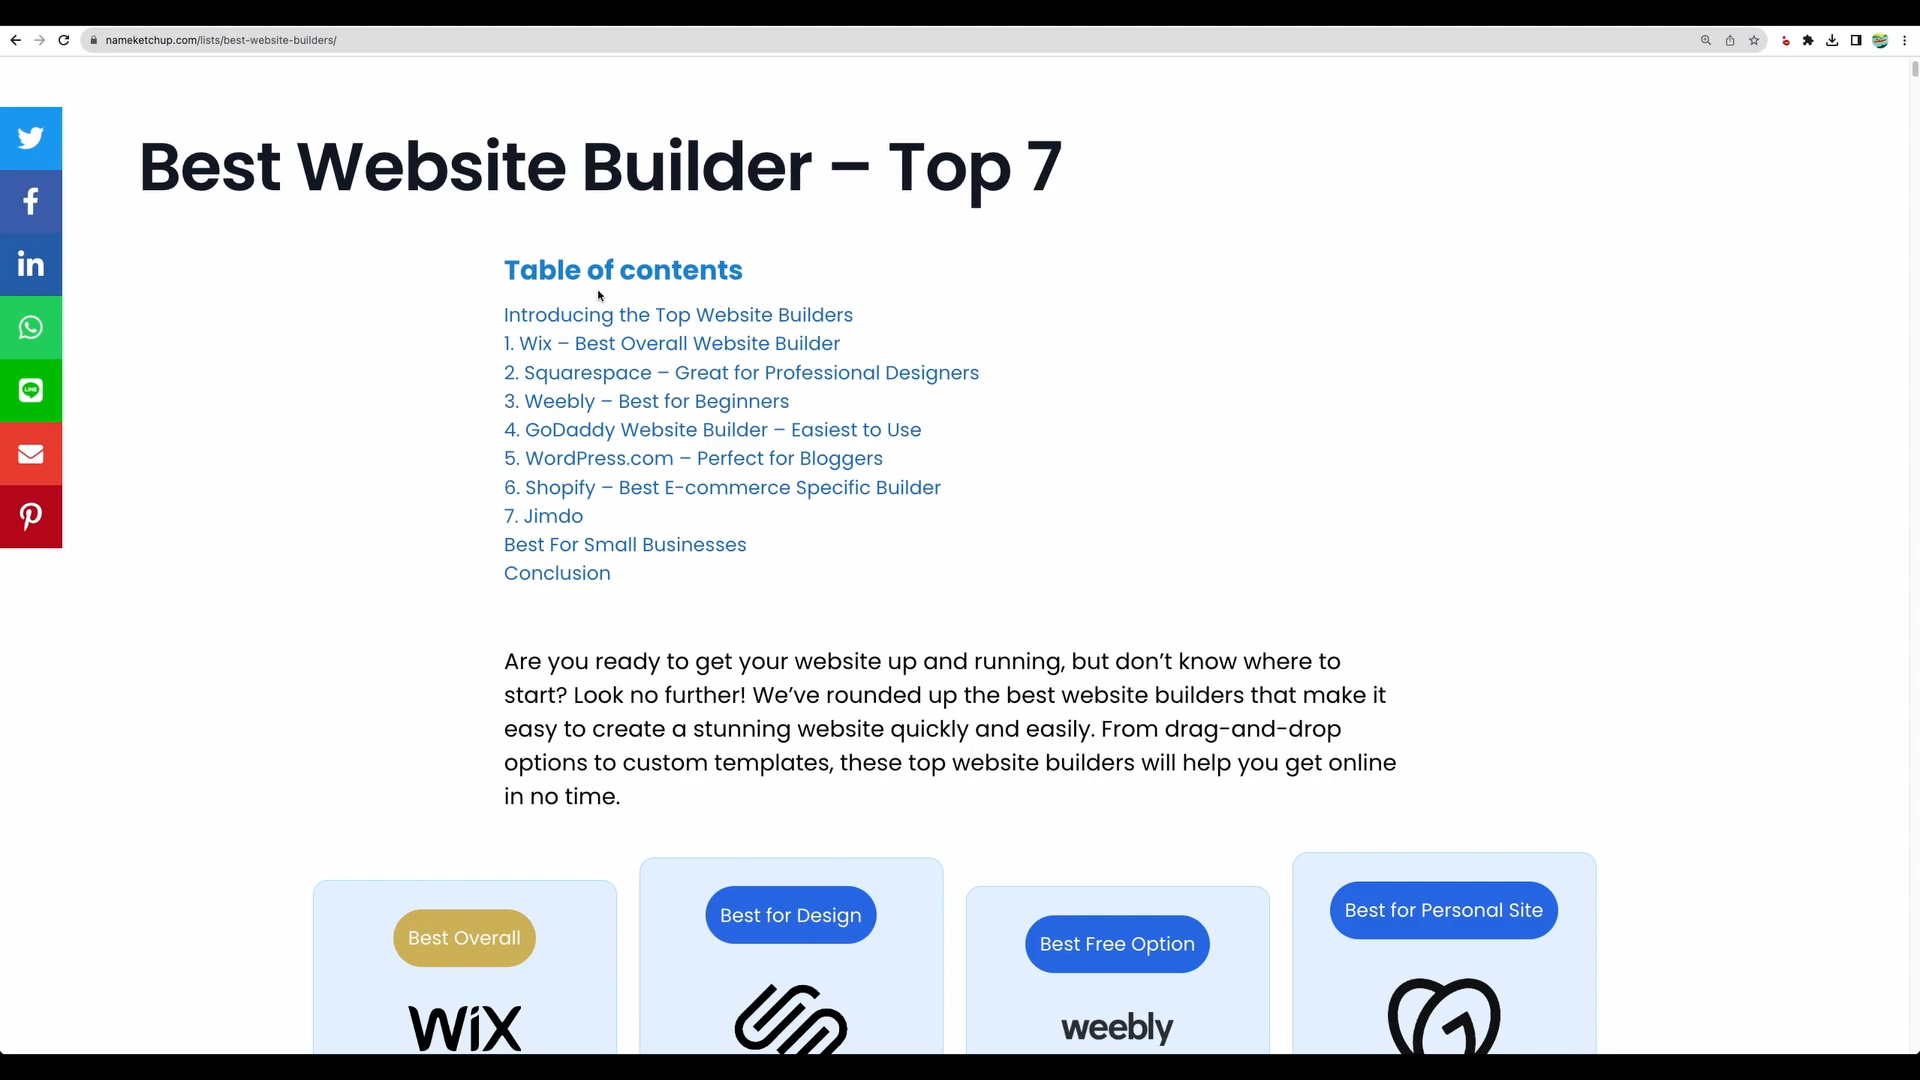 nameketchup.com/lists/best-website-builders/
Best Website Builder – Top 7
Table of contents
Introducing the Top Website Builders
1. Wix – Best Overall Website Builder
2. Squarespace – Great for Professional Designers
3. Weebly – Best for Beginners
4. GoDaddy Website Builder – Easiest to Use
5. WordPress.com – Perfect for Bloggers
6. Shopify – Best E-commerce Specific Builder
7. Jimdo
Best For Small Businesses
Conclusion
Are you ready to get your website up and running, but don’t know where to
start? Look no further! We’ve rounded up the best website builders that make it
easy to create a stunning website quickly and easily. From drag-and-drop
options to custom templates, these top website builders will help you get online
in no time.
Best Overall
WiX
Best for Design
Best Free Option
weebly
Best for Personal Site
in
LINE